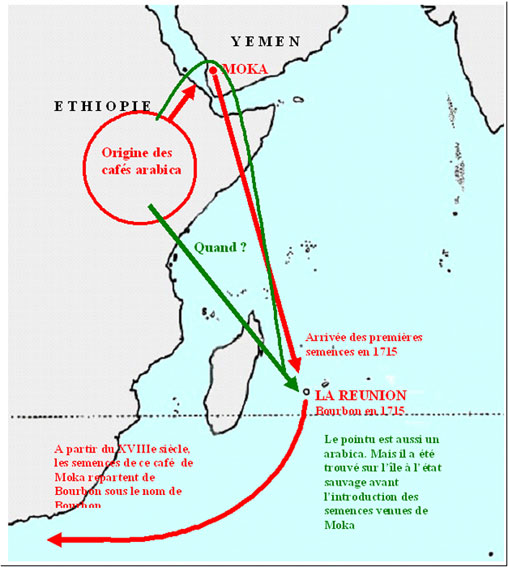 YEMEN
MOKA
ETHIOPIE
Origine des
cafés arabica
Quand ?
Arrivée des premières
semences en 1715
LA REUNION
Bourbon en 1715
A partir du XVIIIe siècle,
les semences de ce café de
Moka repartent de
Bourbon sous le nom de
Bourbon
Le pointu est aussi un
arabica. Mais il a été
trouvé sur l'île à l'état
sauvage avant
l'introduction des
semences venues de
Moka